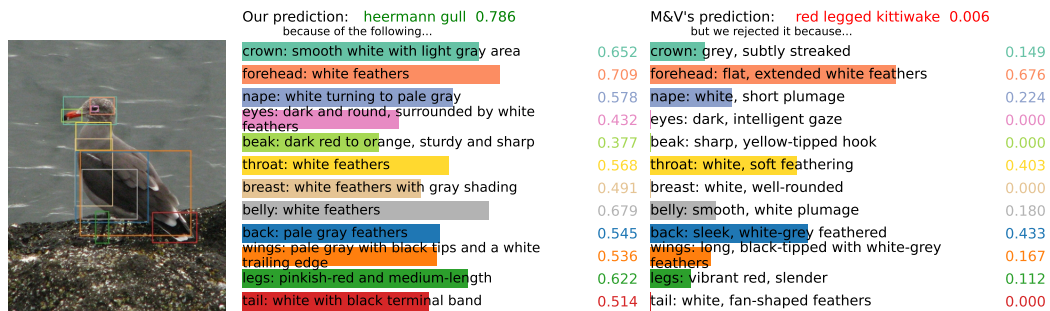 Our prediction: heermann gull 0.786
because of the following...
crown: smooth white with light gray area 0.652
forehead: white feathers 0.709
nape: white turning to pale gray 0.578
eyes: dark and round, surrounded by white
feathers 0.432
beak: dark red to orange, sturdy and sharp 0.377
throat: white feathers 0.568
breast: white feathers with gray shading 0.491
belly: white feathers 0.679
back: pale gray feathers 0.545
wings: pale gray with black tips and a white
trailing edge 0.536
legs: pinkish-red and medium-length 0.622
tail: white with black terminal band 0.514
M&V's prediction: red legged kittiwake 0.006
but we rejected it because...
crown: grey, subtly streaked 0.149
forehead: flat, extended white feathers 0.676
nape: white, short plumage 0.224
eyes: dark, intelligent gaze 0.000
beak: sharp, yellow-tipped hook 0.000
throat: white, soft feathering 0.403
breast: white, well-rounded 0.000
belly: smooth, white plumage 0.180
back: sleek, white-grey feathered 0.433
wings: long, black-tipped with white-grey
feathers 0.167
legs: vibrant red, slender 0.112
tail: white, fan-shaped feathers 0.000